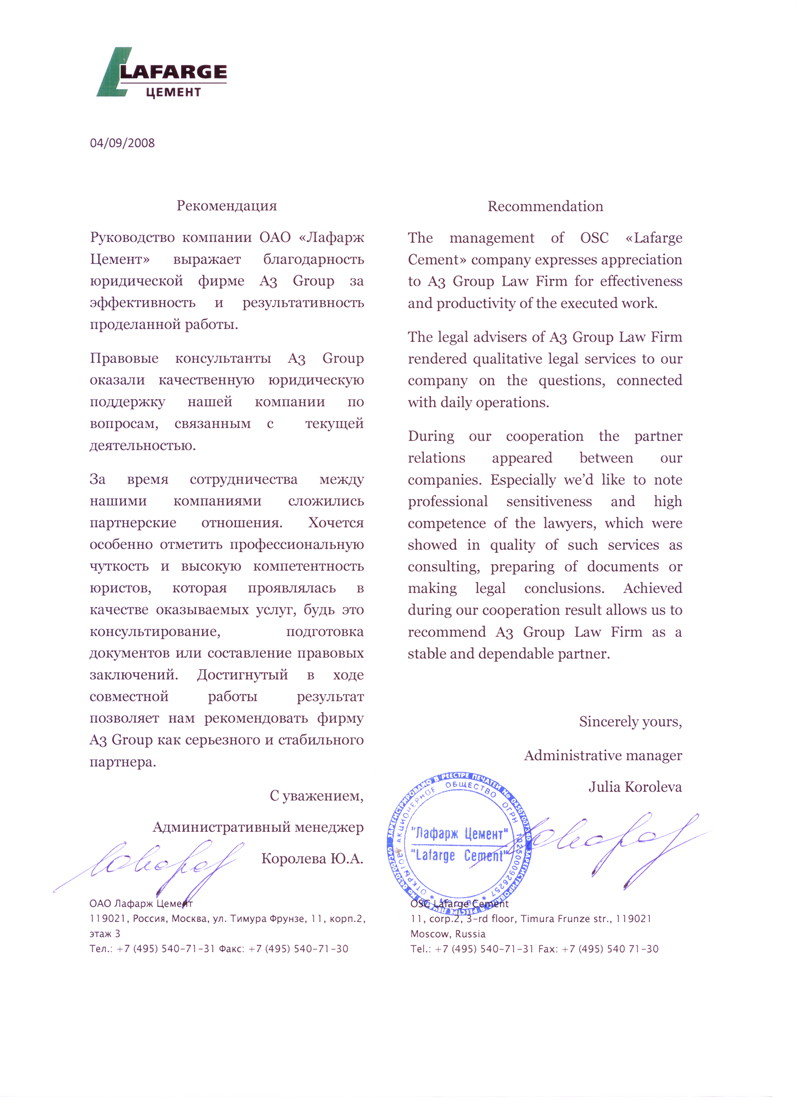 LAFARGE
ЦЕМЕНТ
04/09/2008
Рекомендация
Руководство компании ОАО «Лафарж
Цемент» выражает благодарность
юридической фирме A3 Group за
эффективность и результативность
проделанной работы.
Правовые консультанты A3 Group
оказали качественную юридическую
поддержку нашей компании по
вопросам, связанным с текущей
деятельностью.
За время сотрудничества между
нашими компаниями сложились
партнерские отношения. Хочется
особенно отметить профессиональную
чуткость и высокую компетентность
юристов, которая проявлялась в
качестве оказываемых услуг, будь это
консультирование, подготовка
документов или составление правовых
заключений. Достигнутый в ходе
совместной работы результат
позволяет нам рекомендовать фирму
A3 Group как серьезного и стабильного
партнера.
С уважением,
Административный менеджер
Королева Ю.А.
ОАО Лафарж Цемент
119021, Россия, Москва, ул. Тимура Фрунзе, 11, корп.2,
этаж 3
Тел.: +7 (495) 540-71-31 Факс: +7 (495) 540-71-30
Recommendation
The management of OSC «Lafarge
Cement» company expresses appreciation
to A3 Group Law Firm for effectiveness
and productivity of the executed work.
The legal advisers of A3 Group Law Firm
rendered qualitative legal services to our
company on the questions, connected
with daily operations.
During our cooperation the partner
relations appeared between our
companies. Especially we'd like to note
professional sensitiveness and high
competence of the lawyers, which were
showed in quality of such services as
consulting, preparing of documents or
making legal conclusions. Achieved
during our cooperation result allows us to
recommend A3 Group Law Firm as a
stable and dependable partner.
Sincerely yours,
Administrative manager
Julia Koroleva
"Лафарж Цемент"
"Lafarge Cement"
OSC Lafarge Cement
11, corp.2, 3-rd floor, Timura Frunze str., 119021
Moscow, Russia
Tel.: +7 (495) 540-71-31 Fax: +7 (495) 540 71-30